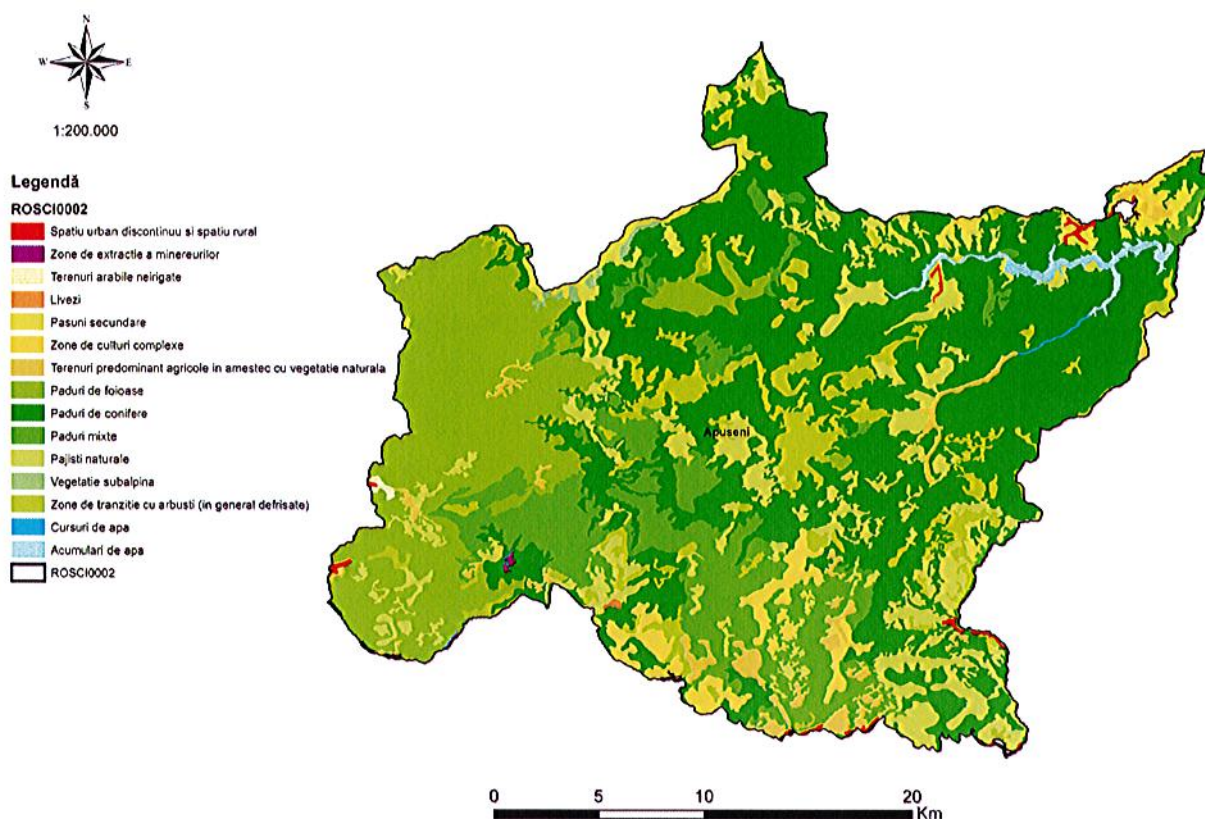 N
W E
S
1:200.000
Legendă
ROSCI0002
Spatiu urban discontinuu si spatiu rural
Zone de extractie a minereurilor
Terenuri arabile neirigate
Livezi
Pasuni secundare
Zone de culturi complexe
Terenuri predominant agricole in amestec cu vegetatie naturala
Paduri de foioase
Paduri de conifere
Paduri mixte
Pajisti naturale
Vegetatie subalpina
Zone de tranzitie cu arbusti (in general defrisate)
Cursuri de apa
Acumulari de apa
ROSCI0002
Apuseni
0 5 10 20
Km